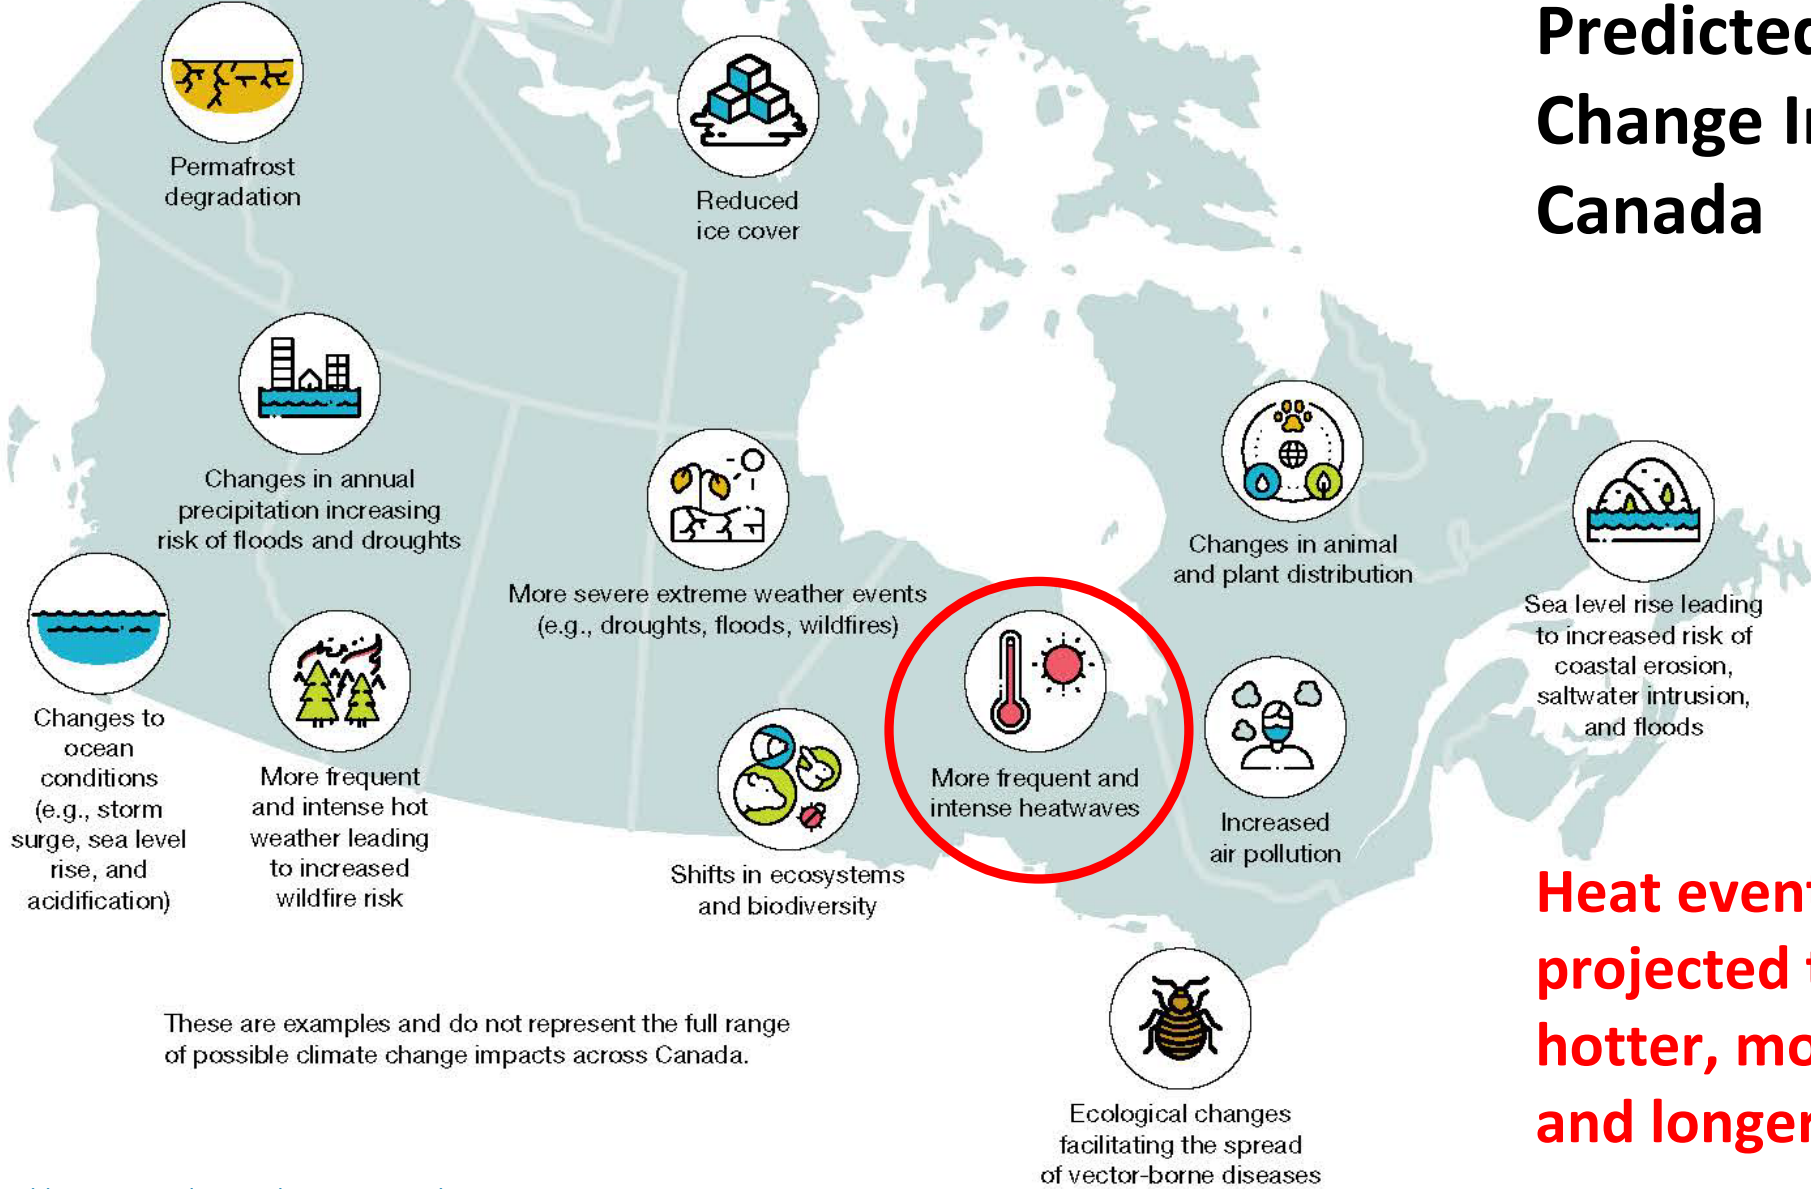 Predicted
Change
Canada
Permafrost
degradation
Reduced
ice cover
Changes in annual
precipitation increasing
risk of floods and droughts
More severe extreme weather events
(e.g., droughts, floods, wildfires)
Changes in animal
and plant distribution
Sea level rise leading
to increased risk of
coastal erosion,
saltwater intrusion,
and floods
Changes to
ocean
conditions
(e.g., storm
surge, sea level
rise, and
acidification)
More frequent
and intense hot
weather leading
to increased
wildfire risk
Shifts in ecosystems
and biodiversity
More frequent and
intense heatwaves
Increased
air pollution
Heat event
projected
hotter, mo
and longer
These are examples and do not represent the full range
of possible climate change impacts across Canada.
Ecological changes
facilitating the spread
of vector-borne diseases